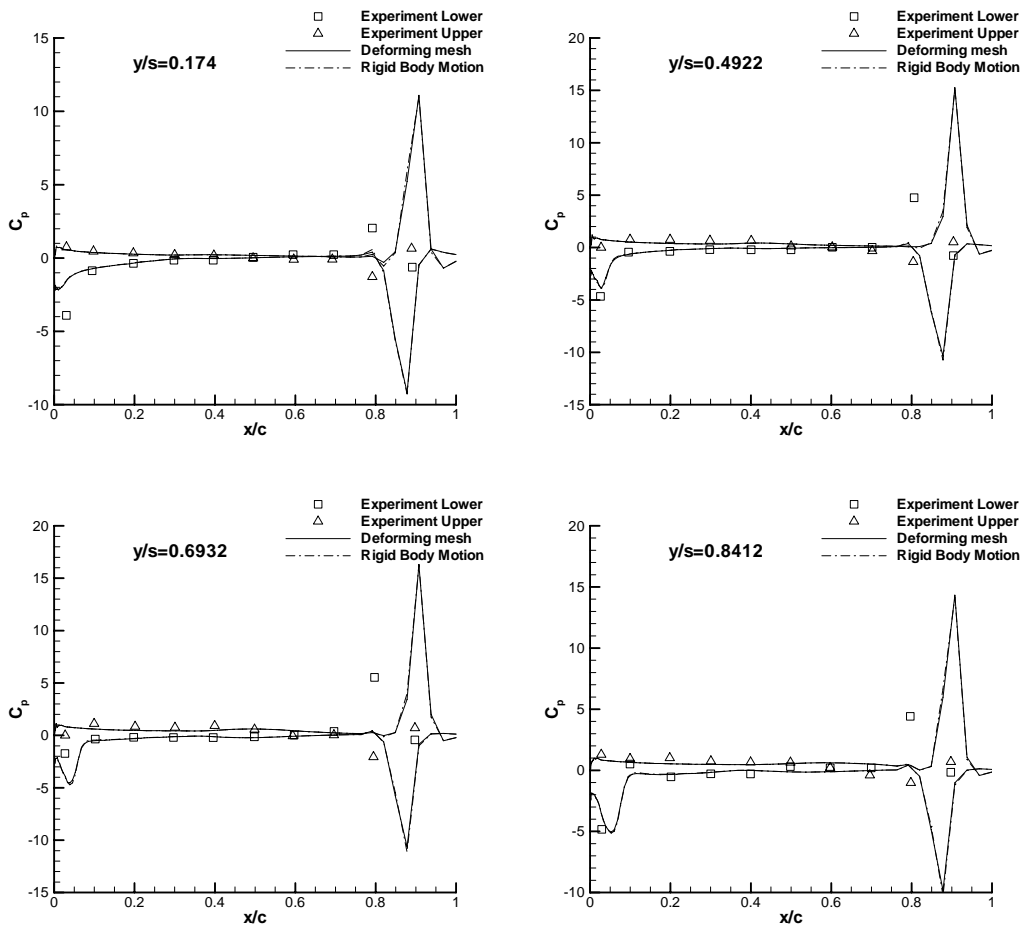 Experiment Lower
Experiment Upper
Deforming mesh
Rigid Body Motion
y/s=0.174
15
10
5
0
-5
-10
Cp
0
0.2
0.4
0.6
0.8
1
x/c
Experiment Lower
Experiment Upper
Deforming mesh
Rigid Body Motion
y/s=0.4922
20
15
10
5
0
-5
-10
-15
Cp
0
0.2
0.4
0.6
0.8
1
x/c
Experiment Lower
Experiment Upper
Deforming mesh
Rigid Body Motion
y/s=0.6932
20
15
10
5
0
-5
-10
-15
Cp
0
0.2
0.4
0.6
0.8
1
x/c
Experiment Lower
Experiment Upper
Deforming mesh
Rigid Body Motion
y/s=0.8412
20
15
10
5
0
-5
-10
Cp
0
0.2
0.4
0.6
0.8
1
x/c